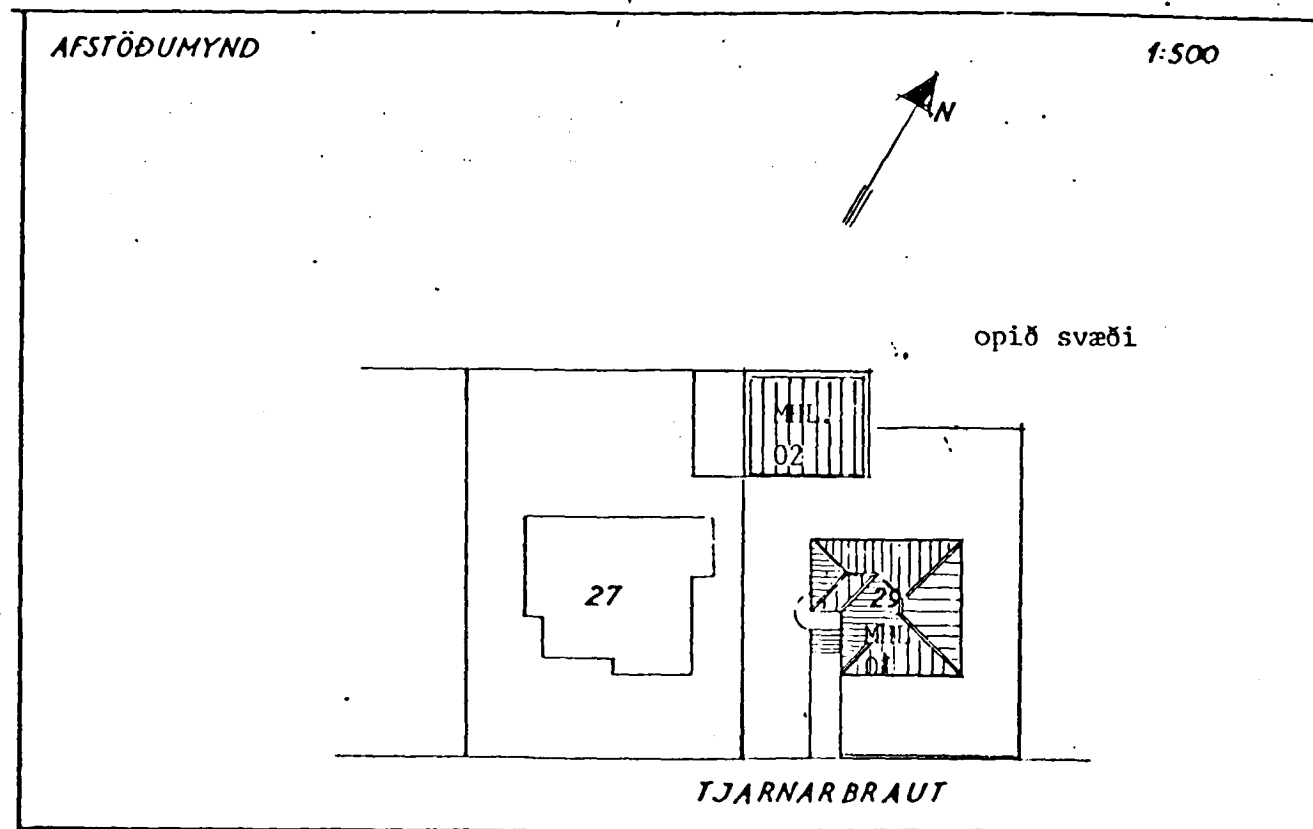 AFSTÖÐUMYND
1:500
N
opið svæði
MHL.
02
27
29
MHL
01
TJARNARBRAUT